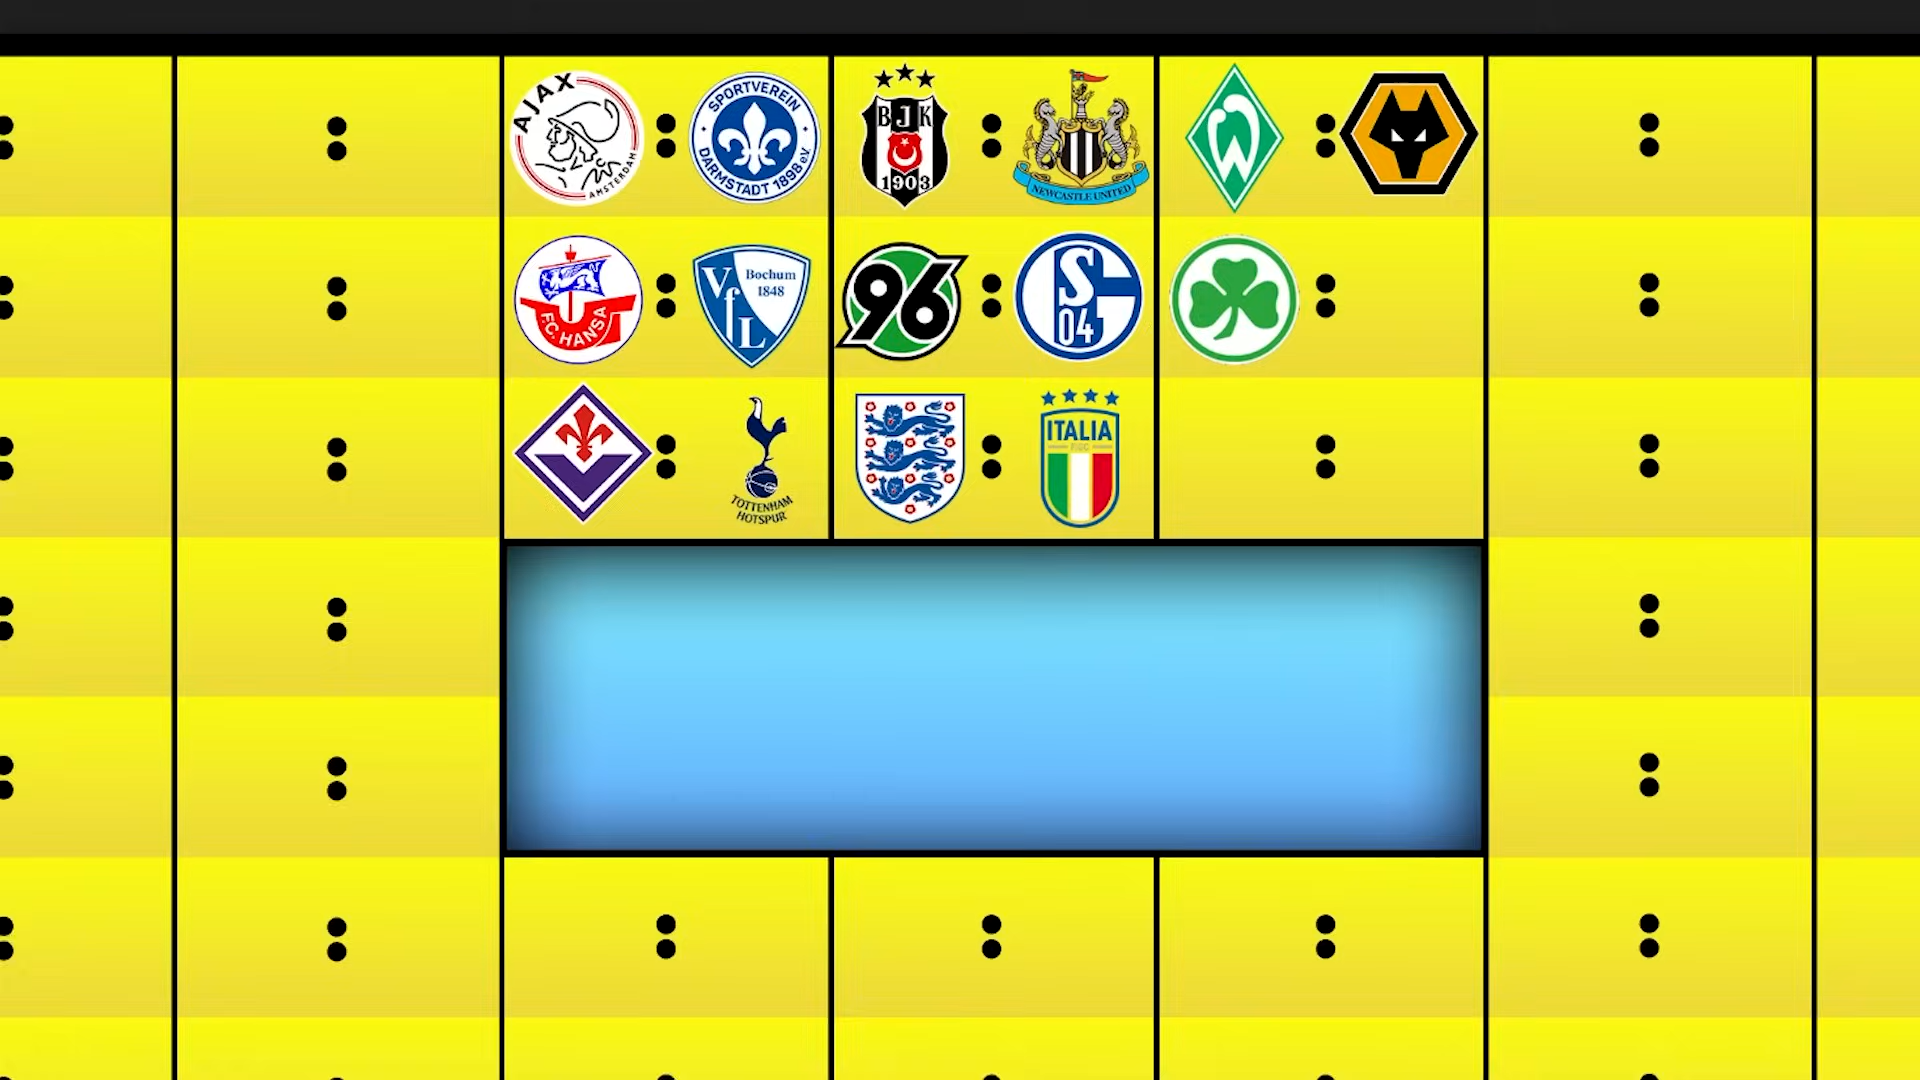 AJAX
AMSTERDAM
SPORTVEREIN
DARMSTADT 1898 e.V.
BJK
1903
NEWCASTLE UNITED
W
F.C. HANSA
VfL
Bochum
1848
96
S
04
TOTTENHAM
HOTSPUR
ITALIA
FIGC